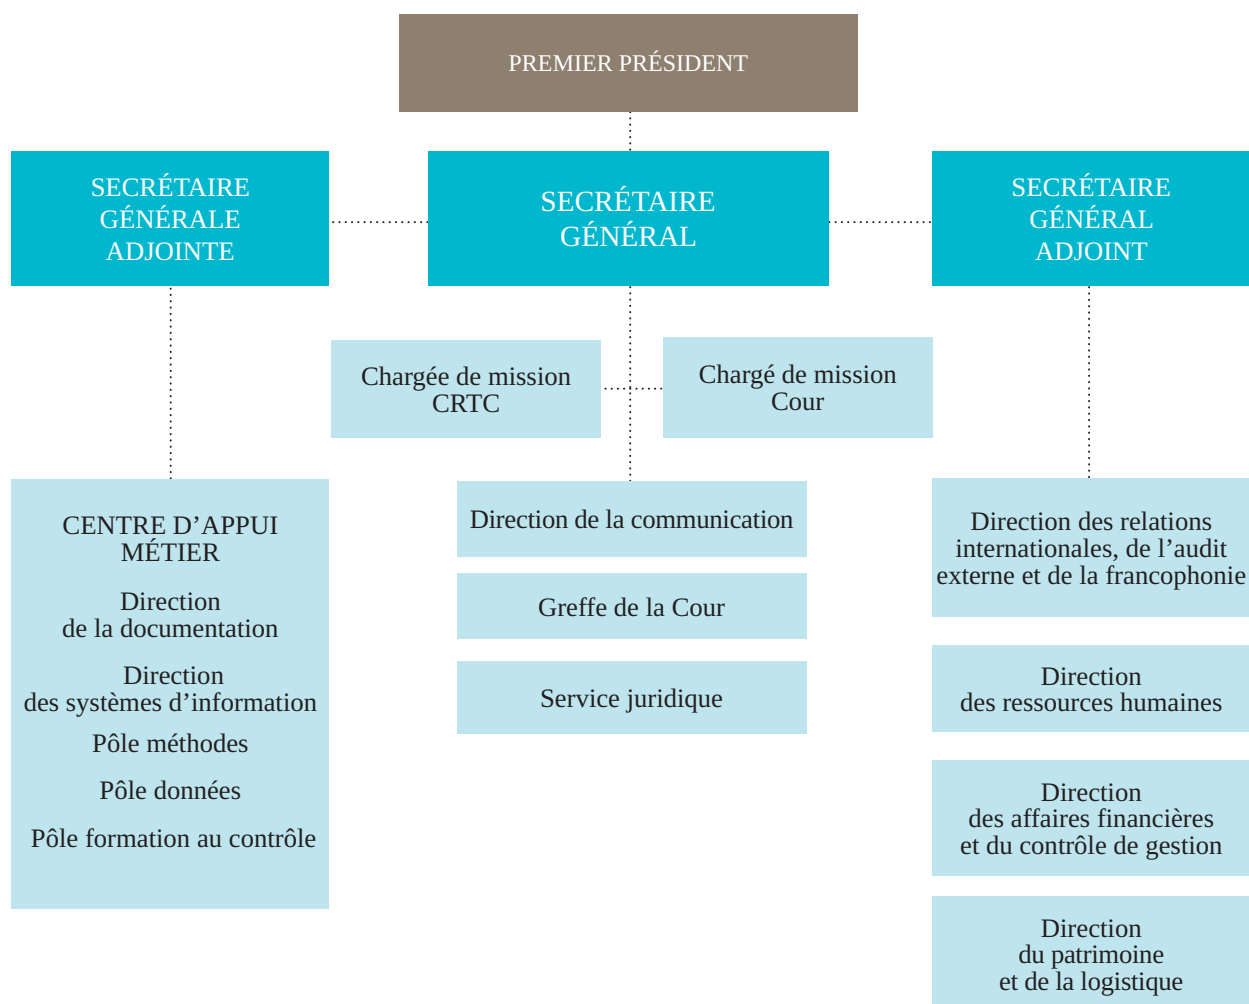 PREMIER PRÉSIDENT
SECRÉTAIRE
GÉNÉRALE
ADJOINTE
SECRÉTAIRE
GÉNÉRAL
SECRÉTAIRE
GÉNÉRAL
ADJOINT
Chargée de mission
CRTC
Chargé de mission
Cour
CENTRE D’APPUI
MÉTIER
Direction
de la documentation
Direction
des systèmes d’information
Pôle méthodes
Pôle données
Pôle formation au contrôle
Direction de la communication
Greffe de la Cour
Service juridique
Direction des relations
internationales, de l’audit
externe et de la francophonie
Direction
des ressources humaines
Direction
des affaires financières
et du contrôle de gestion
Direction
du patrimoine
et de la logistique